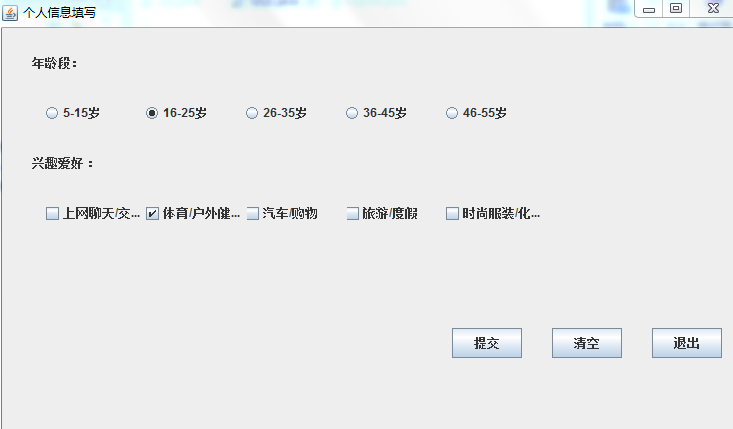 个人信息填写
年龄段：
5-15岁 16-25岁 26-35岁 36-45岁 46-55岁
兴趣爱好：
上网聊天/交... 体育/户外健... 汽车/购物 旅游/度假 时尚服装/化...
提交 清空 退出